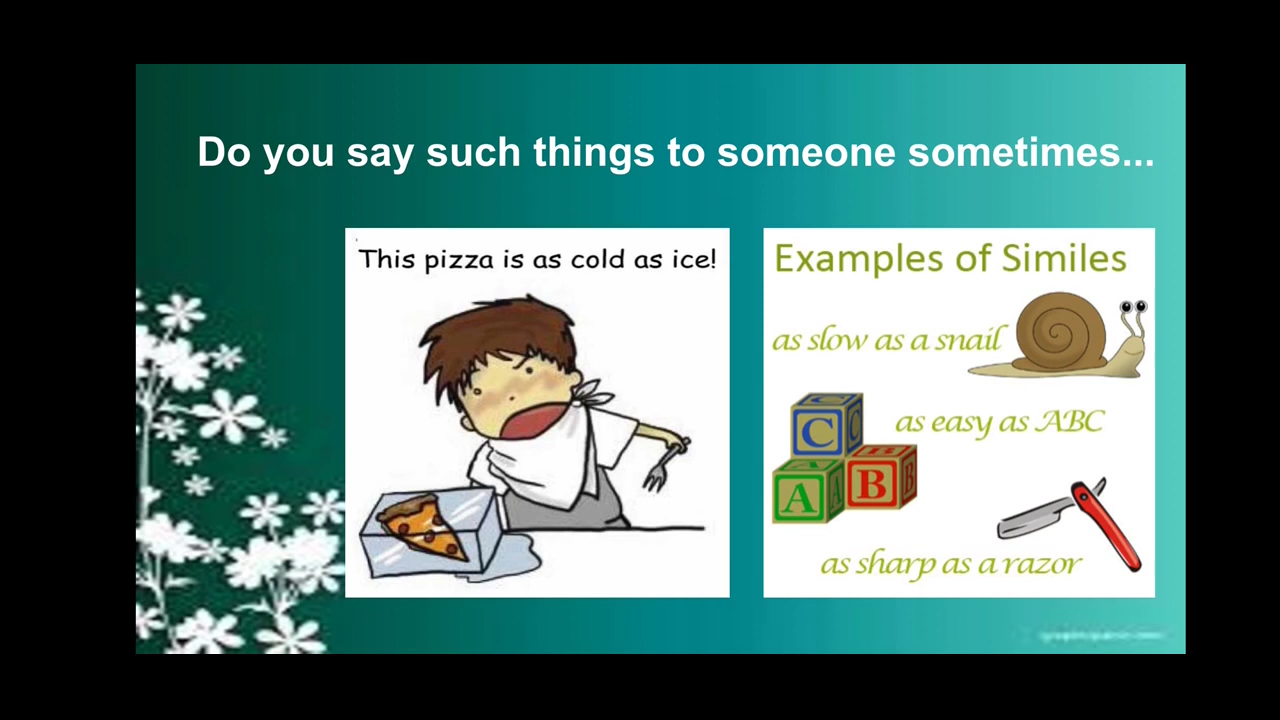 Do you say such things to someone sometimes...
This pizza is as cold as ice!
Examples of Similes
as slow as a snail
as easy as ABC
C
C
A
A
B
B
B
as sharp as a razor